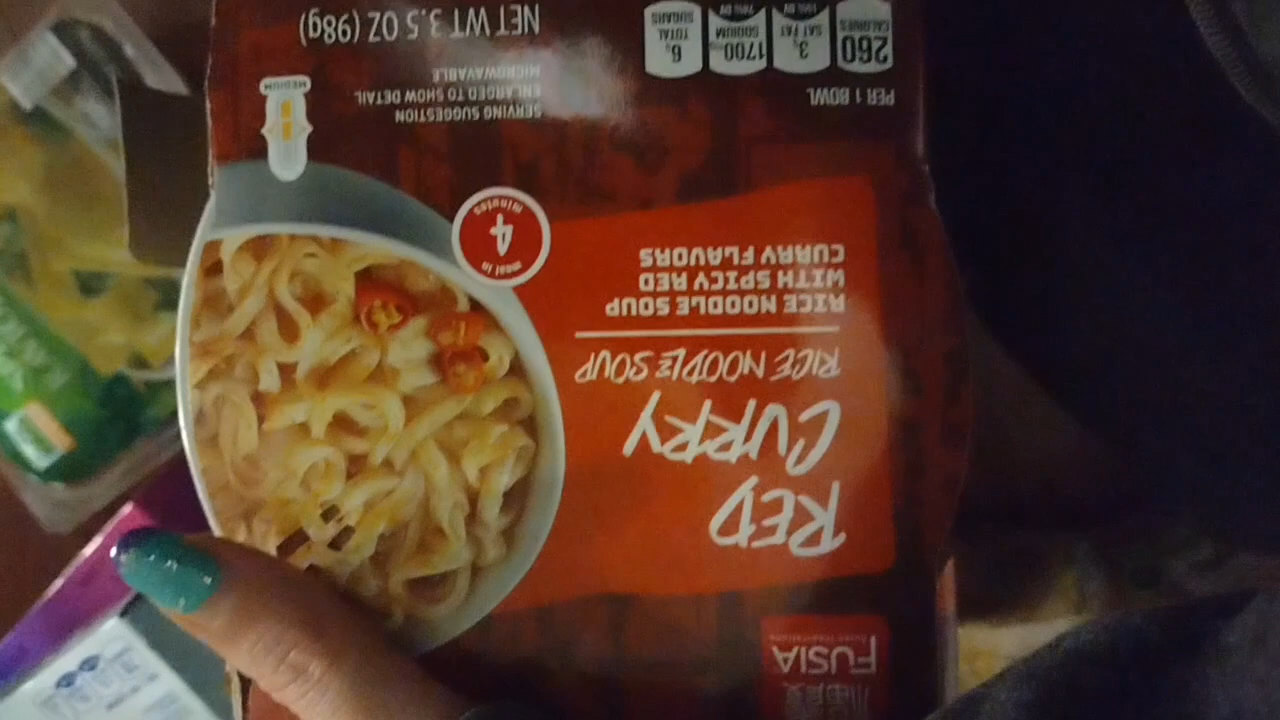 FUSIA
RED
CURRY
RICE NOODLE SOUP
RICE NOODLE SOUP
WITH SPICY RED
CURRY FLAVORS
meal in
4
minutes
PER 1 BOWL
260
CALORIES
3g
SAT FAT
1700mg
SODIUM
6g
TOTAL
SUGARS
SERVING SUGGESTION
ENLARGED TO SHOW DETAIL
MICROWAVABLE
MEDIUM
NET WT 3.5 OZ (98g)